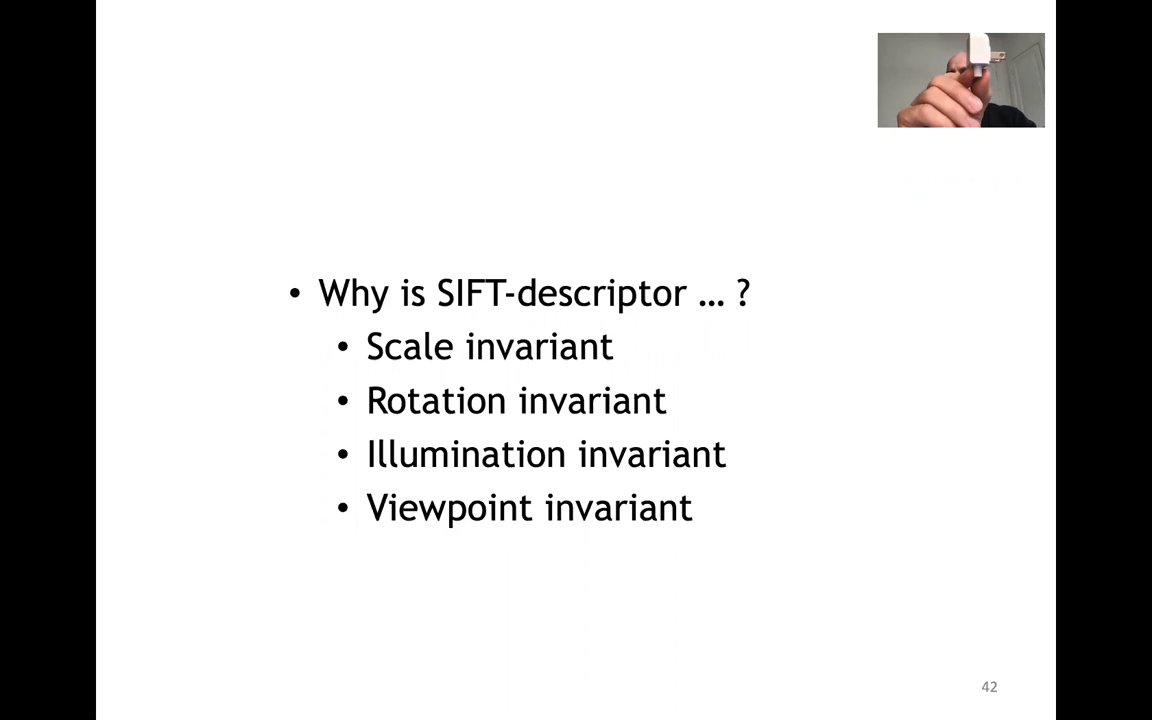 • Why is SIFT-descriptor ... ?
• Scale invariant
• Rotation invariant
• Illumination invariant
• Viewpoint invariant
42